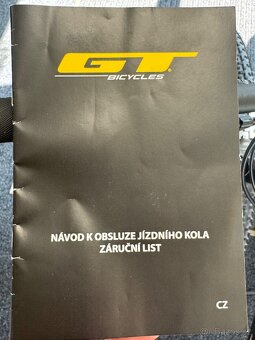 GT
BICYCLES
NÁVOD K OBSLUZE JÍZDNÍHO KOLA
ZÁRUČNÍ LIST
CZ